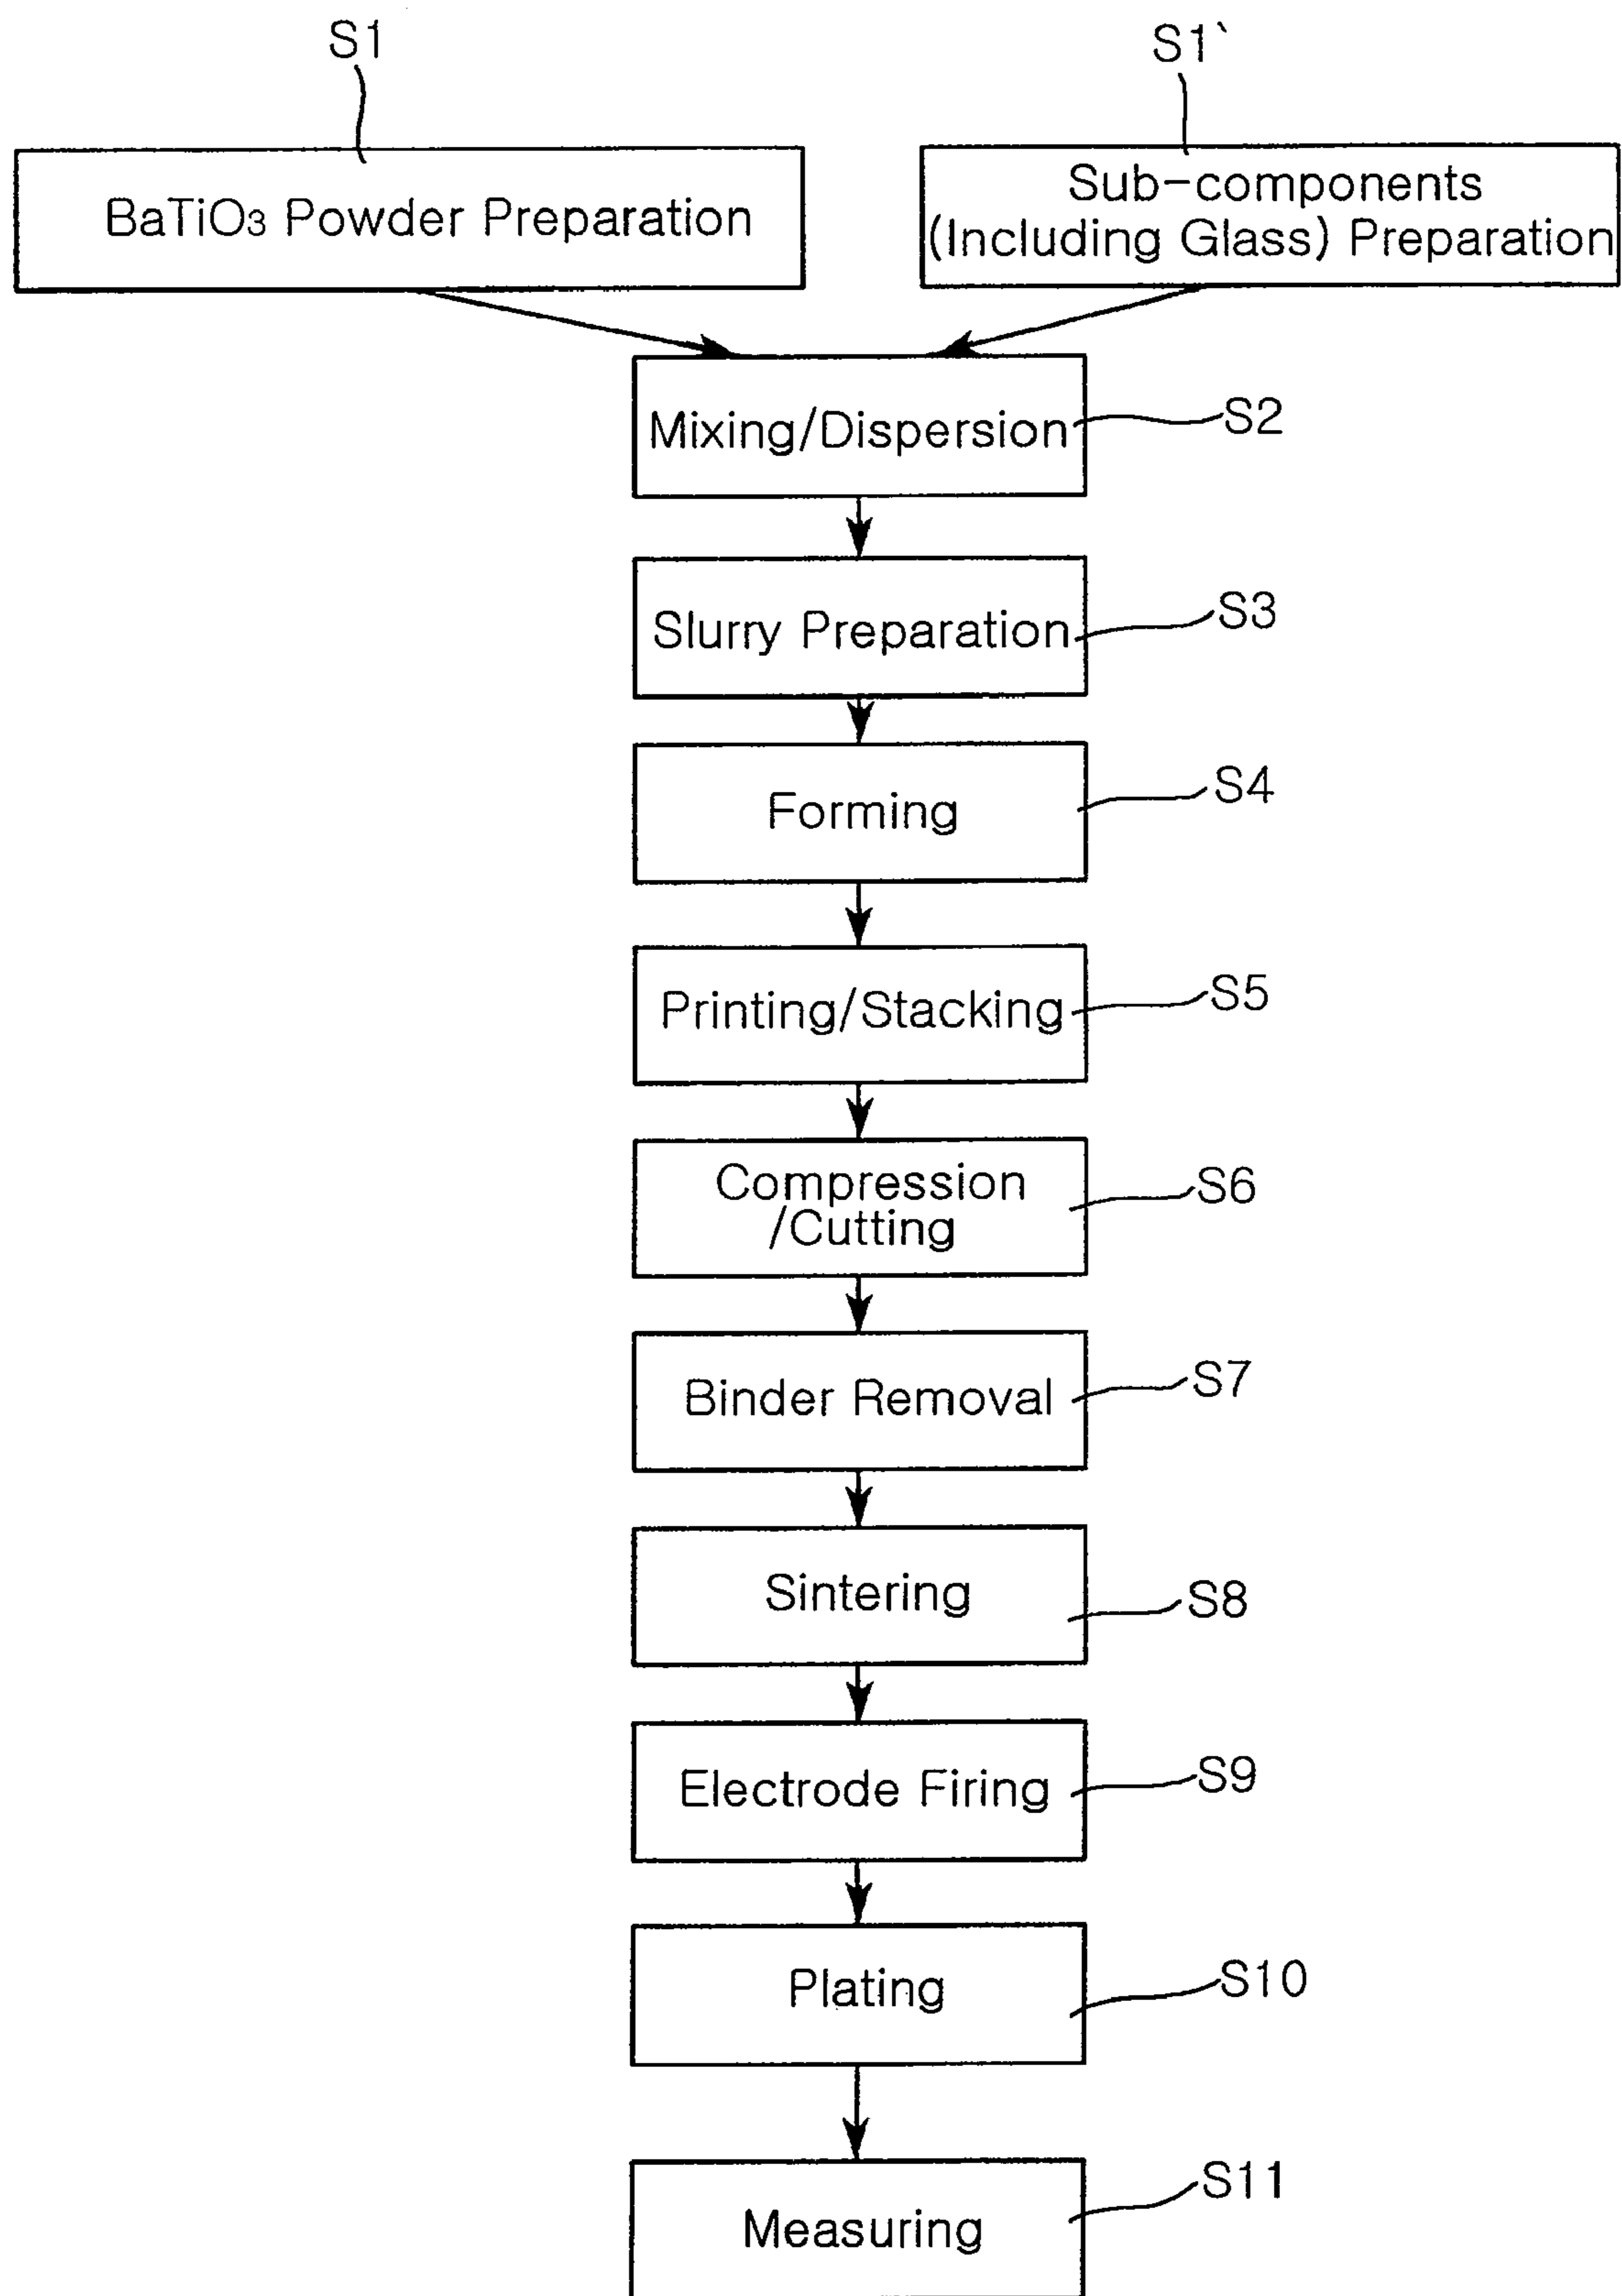 S1
S1`
BaTiO₃ Powder Preparation
Sub-components
(Including Glass) Preparation
Mixing/Dispersion
S2
Slurry Preparation
S3
Forming
S4
Printing/Stacking
S5
Compression
/Cutting
S6
Binder Removal
S7
Sintering
S8
Electrode Firing
S9
Plating
S10
Measuring
S11